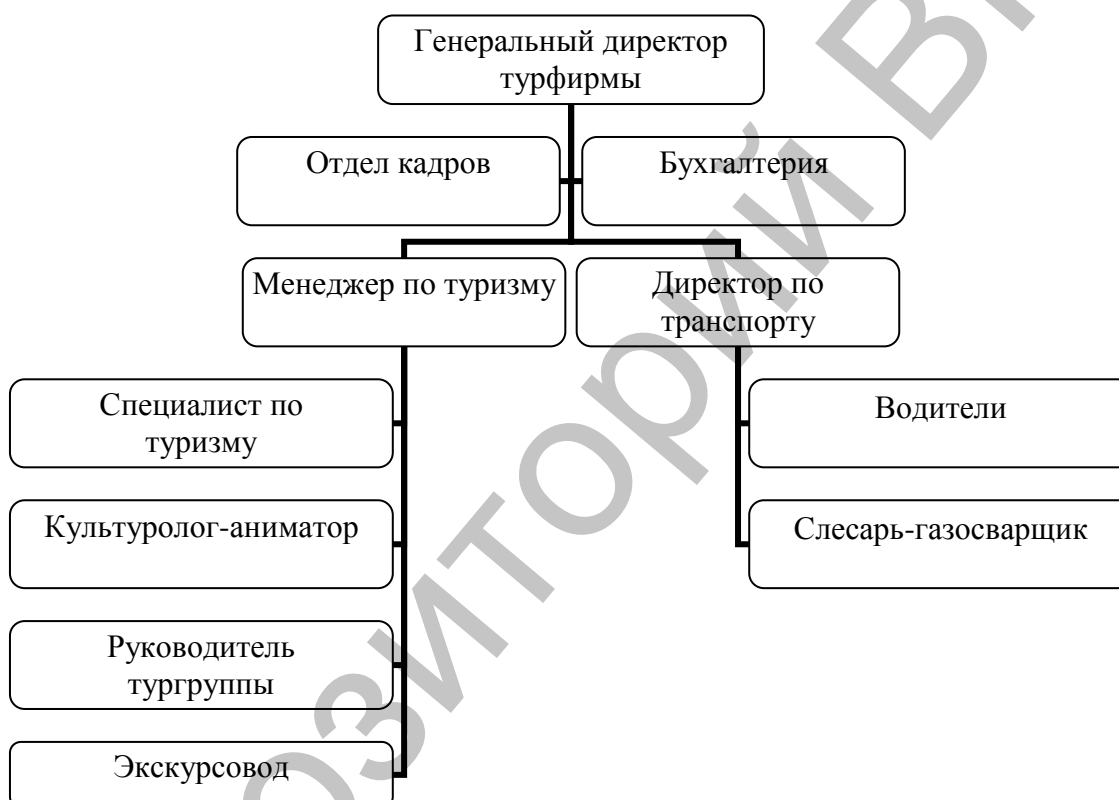 Генеральный директор
турфирмы
Отдел кадров
Бухгалтерия
Менеджер по туризму
Директор по
транспорту
Специалист по
туризму
Водители
Культуролог-аниматор
Слесарь-газосварщик
Руководитель
тургруппы
Экскурсовод